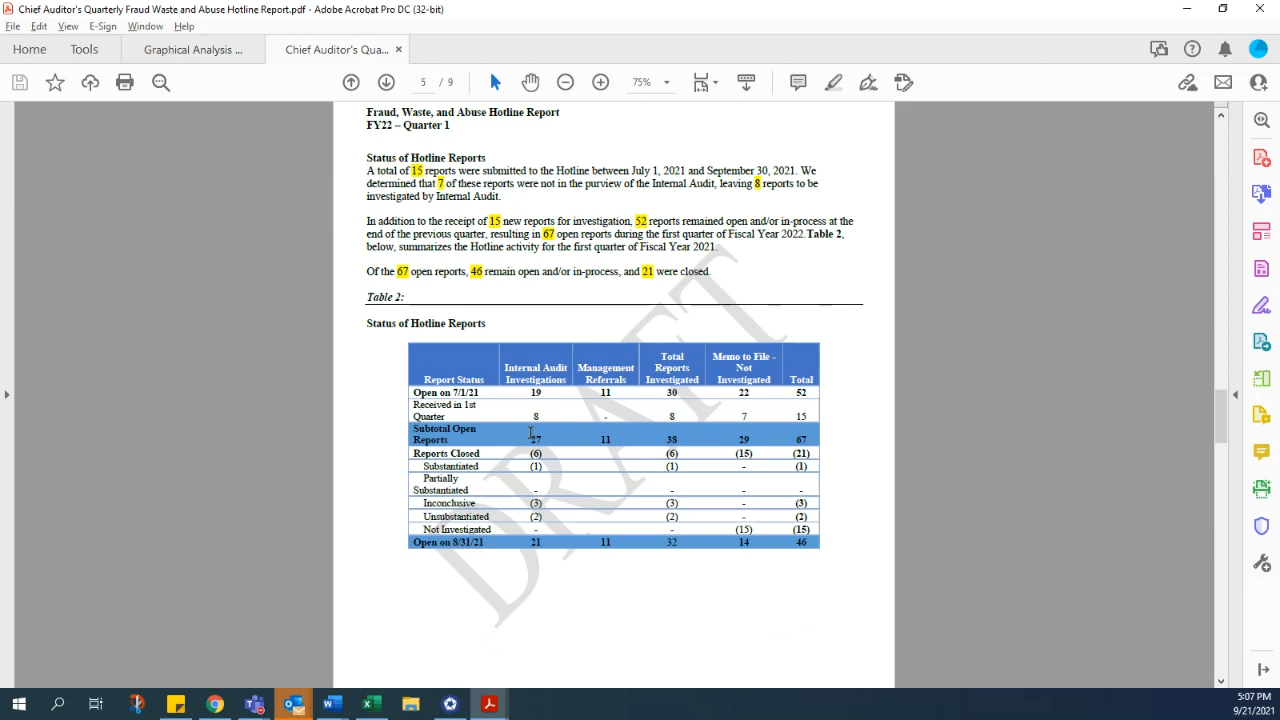 Chief Auditor's Quarterly Fraud Waste and Abuse Hotline Report.pdf - Adobe Acrobat Pro DC (32-bit)
File Edit View E-Sign Window Help
Home Tools Graphical Analysis ... Chief Auditor's Qua... ×
5 / 9 75%
Fraud, Waste, and Abuse Hotline Report
FY22 – Quarter 1
Status of Hotline Reports
A total of 15 reports were submitted to the Hotline between July 1, 2021 and September 30, 2021. We
determined that 7 of these reports were not in the purview of the Internal Audit, leaving 8 reports to be
investigated by Internal Audit.
In addition to the receipt of 15 new reports for investigation, 52 reports remained open and/or in-process at the
end of the previous quarter, resulting in 67 open reports during the first quarter of Fiscal Year 2022. Table 2,
below, summarizes the Hotline activity for the first quarter of Fiscal Year 2021.
Of the 67 open reports, 46 remain open and/or in-process, and 21 were closed.
Table 2:
Status of Hotline Reports
Report Status Internal Audit Investigations Management Referrals Total Reports Investigated Memo to File - Not Investigated Total
Open on 7/1/21 19 11 30 22 52
Received in 1st Quarter 8 - 8 7 15
Subtotal Open Reports 27 11 38 29 67
Reports Closed (6) (6) (15) (21)
Substantiated (1) (1) - (1)
Partially Substantiated - - - -
Inconclusive (3) (3) - (3)
Unsubstantiated (2) (2) - (2)
Not Investigated - - (15) (15)
Open on 8/31/21 21 11 32 14 46
DRAFT
5:07 PM
9/21/2021